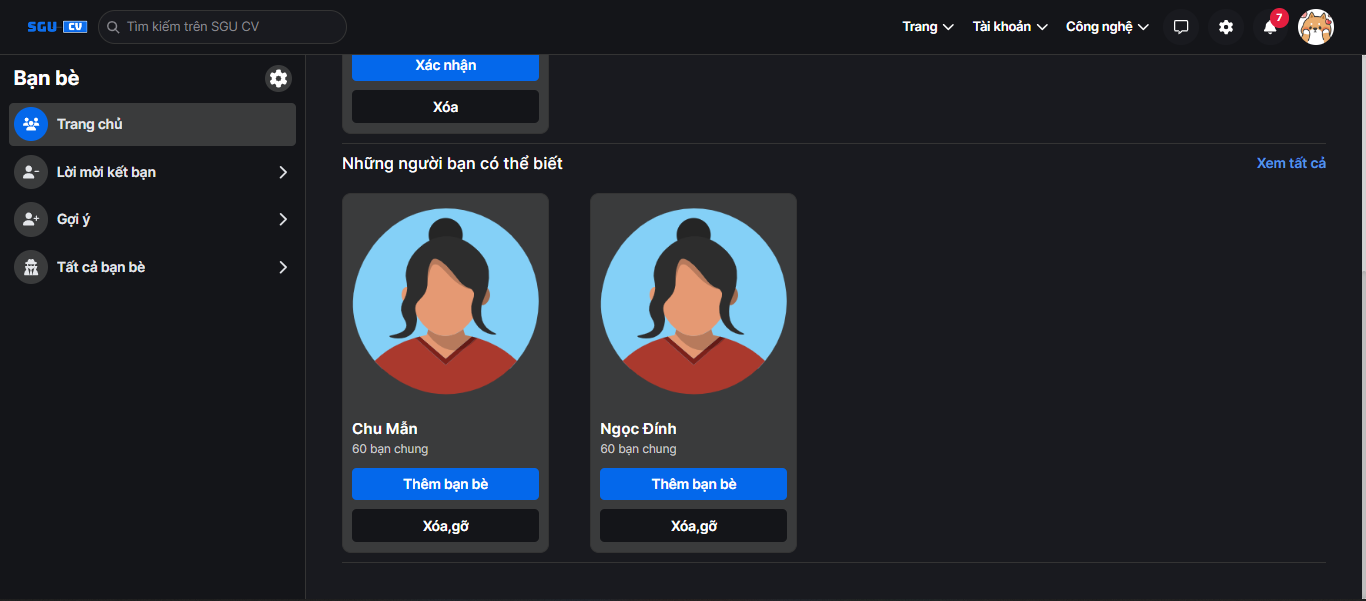 SGU CV
Tìm kiếm trên SGU CV
Trang
Tài khoản
Công nghệ
7
Bạn bè
Trang chủ
Lời mời kết bạn
Gợi ý
Tất cả bạn bè
Xác nhận
Xóa
Những người bạn có thể biết
Xem tất cả
Chu Mẫn
60 bạn chung
Thêm bạn bè
Xóa,gỡ
Ngọc Đính
60 bạn chung
Thêm bạn bè
Xóa,gỡ